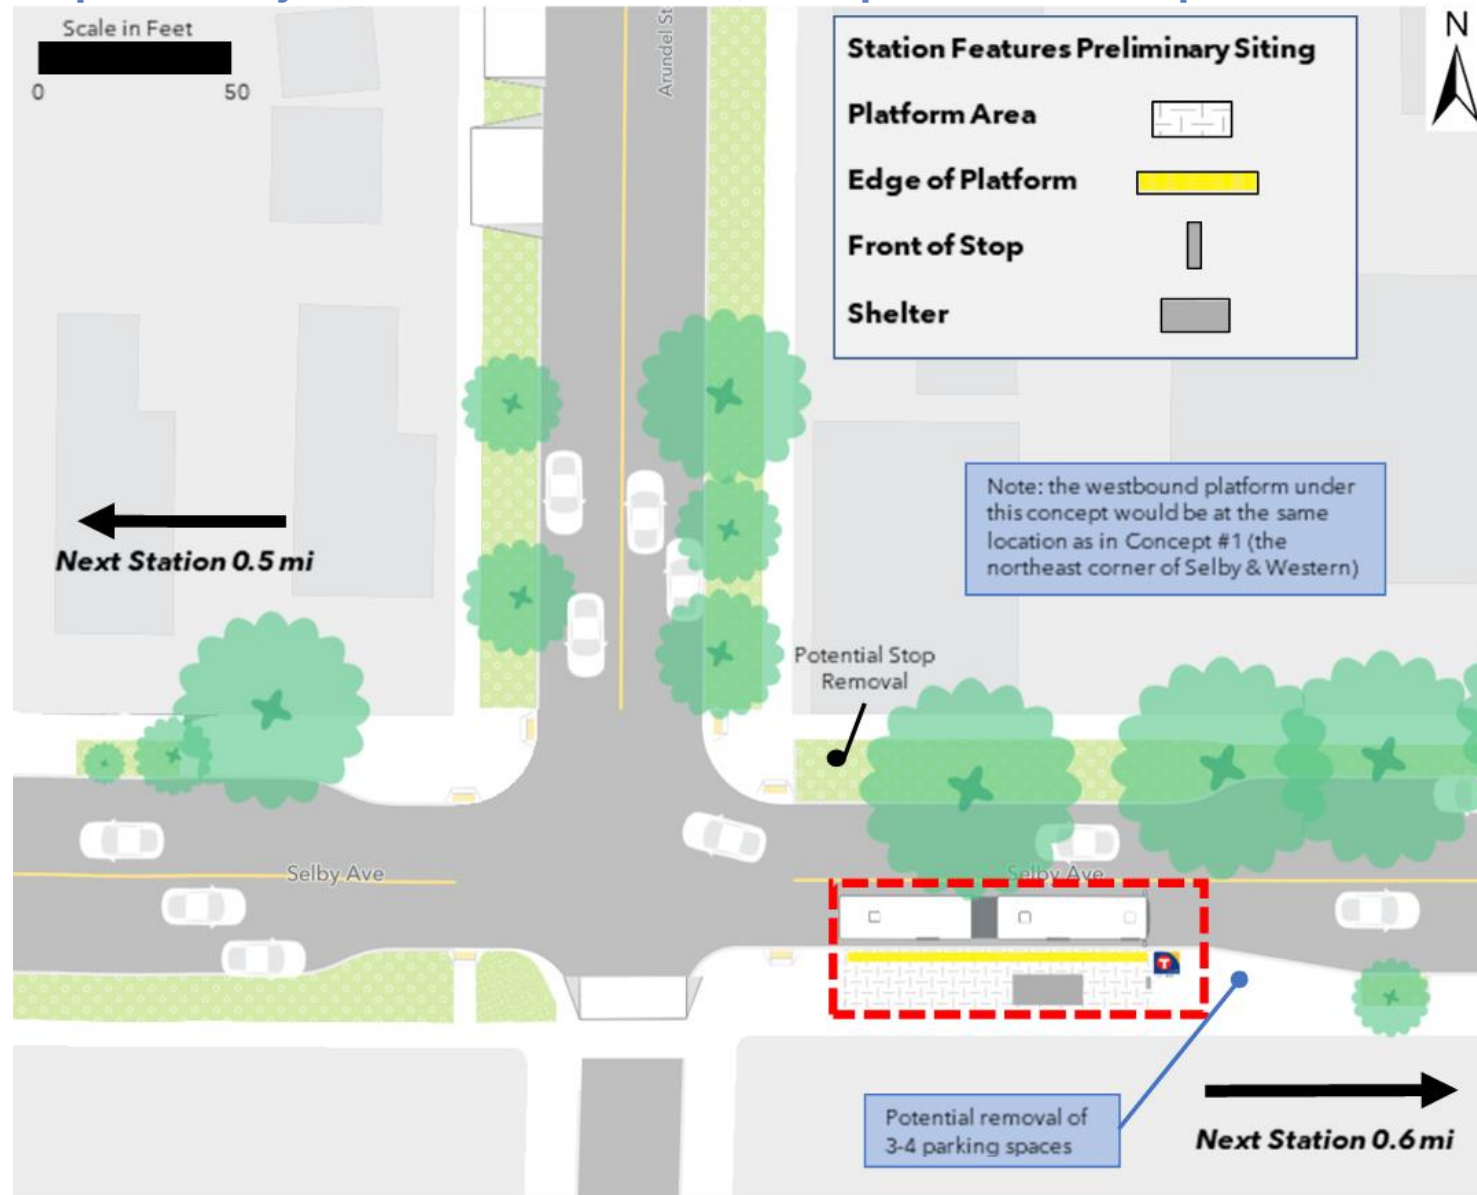 Scale in Feet
0 50
Arundel St
Station Features Preliminary Siting
Platform Area
Edge of Platform
Front of Stop
Shelter
N
Next Station 0.5 mi
Note: the westbound platform under
this concept would be at the same
location as in Concept #1 (the
northeast corner of Selby & Western)
Potential Stop
Removal
Selby Ave
Selby Ave
T
Potential removal of
3-4 parking spaces
Next Station 0.6 mi